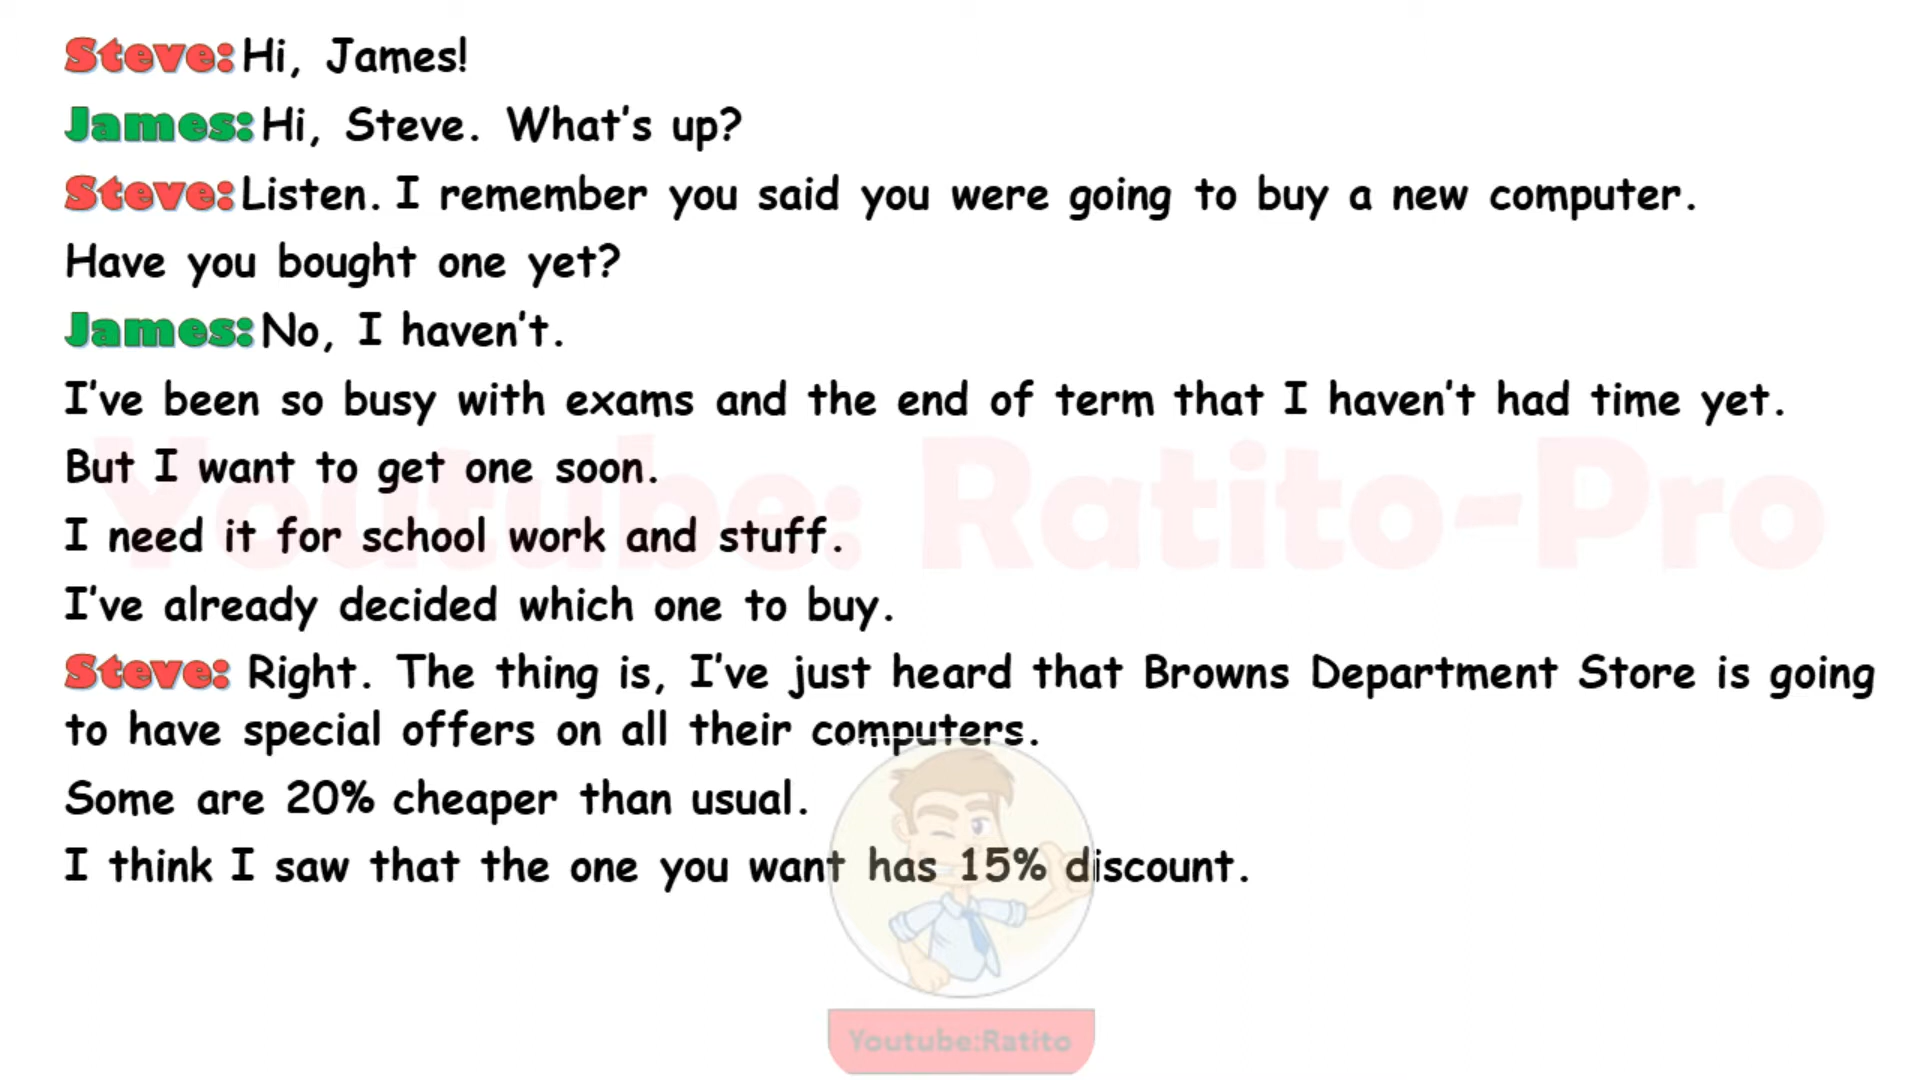 Steve: Hi, James!
James: Hi, Steve. What's up?
Steve: Listen. I remember you said you were going to buy a new computer.
Have you bought one yet?
James: No, I haven't.
I've been so busy with exams and the end of term that I haven't had time yet.
But I want to get one soon.
Youtube: Ratito-Pro
I need it for school work and stuff.
I've already decided which one to buy.
Steve: Right. The thing is, I've just heard that Browns Department Store is going
to have special offers on all their computers.
Some are 20% cheaper than usual.
I think I saw that the one you want has 15% discount.
Youtube:Ratito